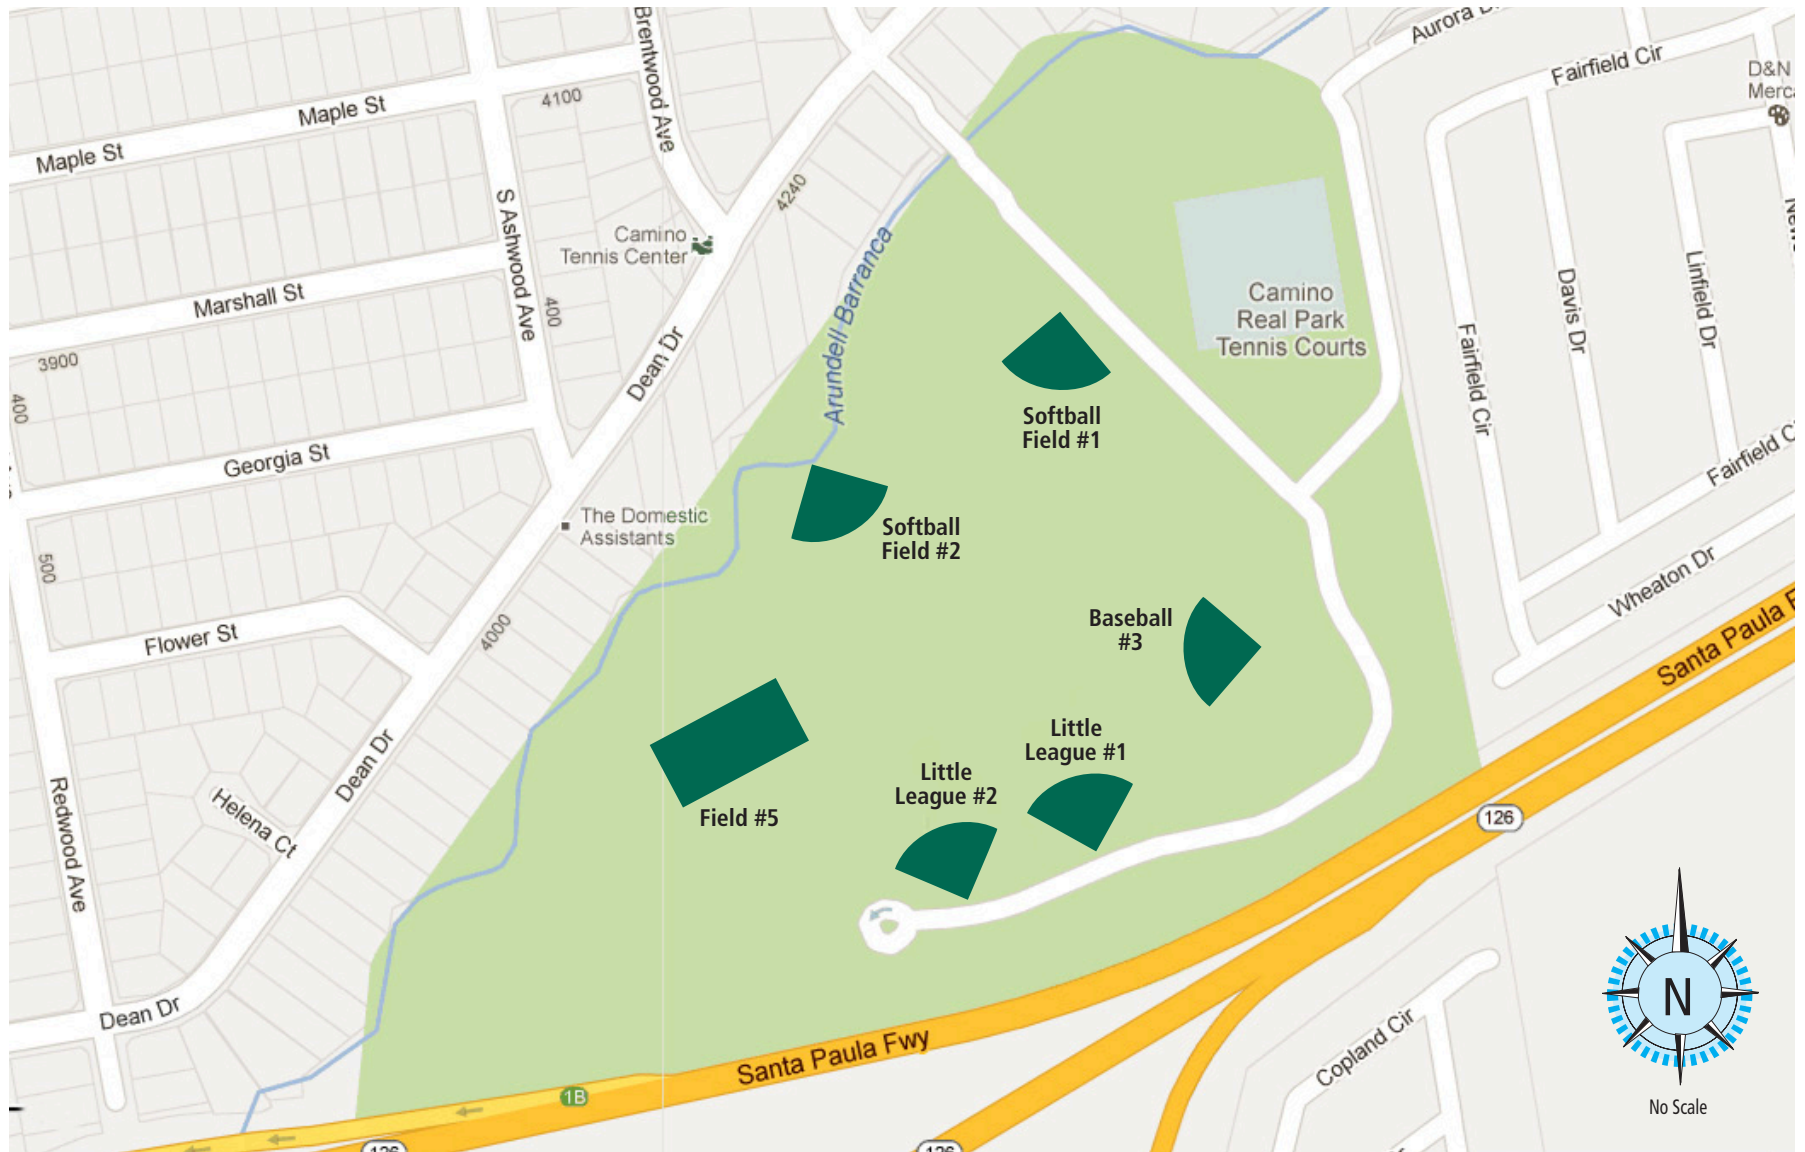 Brentwood Ave
Aurora
Fairfield Cir
D&N
Maple St
4100
Maple St
4240
S Ashwood Ave
Camino
Tennis Center
Marshall St
400
3900
400
Dean Dr
Arundell Barranca
Camino
Real Park
Tennis Courts
Davis Dr
Linfield Dr
Fairfield Cir
Softball
Field #1
Georgia St
Fairfield
The Domestic
Assistants
Softball
Field #2
500
Wheaton Dr
Flower St
4000
Baseball
#3
Santa Paula
Little
League #1
Little
League #2
Field #5
126
Redwood Ave
Helena Ct
Dean Dr
N
Dean Dr
Santa Paula Fwy
Copland Cir
1B
No Scale
126
126